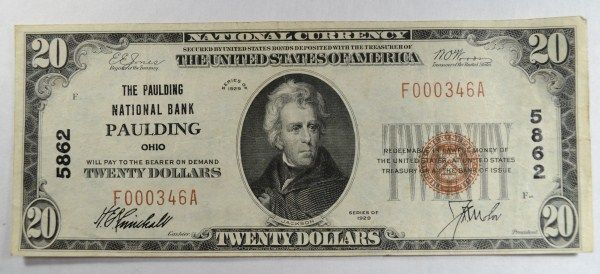 20 NATIONAL CURRENCY 20
SECURED BY UNITED STATES BONDS DEPOSITED WITH THE TREASURER OF
THE UNITED STATES OF AMERICA
E.E. Jones
Register of the Treasury
Treasurer of the United States
SERIES OF
1929
F
THE PAULDING
NATIONAL BANK
PAULDING
OHIO
WILL PAY TO THE BEARER ON DEMAND
TWENTY DOLLARS
F000346A
5862
F000346A
5862
TWENTY
REDEEMABLE IN LAWFUL MONEY OF
THE UNITED STATES AT UNITED STATES
TREASURY OR AT THE BANK OF ISSUE
F
JACKSON
SERIES OF
1929
Cashier
President
20 TWENTY DOLLARS 20